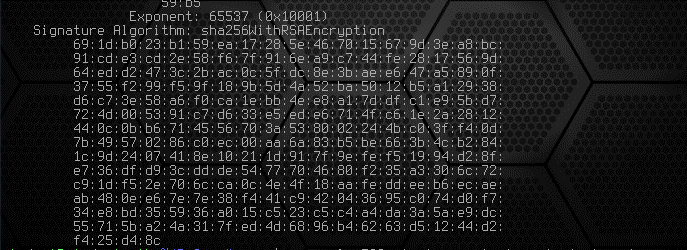 59:b5
Exponent: 65537 (0x10001)
Signature Algorithm: sha256WithRSAEncryption
69:1d:b0:23:b1:59:ea:17:28:5e:46:70:15:67:9d:3e:a8:bc:
91:cd:e3:cd:2e:58:f6:7f:91:f1:a9:c7:44:fe:28:17:56:9d:
64:ed:d2:47:3c:2b:ac:0c:5f:fb:8e:3b:ae:e6:47:a5:89:0f:
37:55:f2:99:f5:9f:18:9b:5d:4a:52:ba:50:12:b5:a1:29:38:
d6:c7:3e:58:a6:f0:ca:1e:bb:4e:e8:a1:7d:df:c1:e9:5b:d7:
72:4d:00:53:91:c7:d6:33:e5:ed:e6:71:4f:c6:1e:2a:28:12:
44:0c:0b:b6:71:45:56:70:3a:53:80:02:24:4b:c0:3f:f4:0d:
7b:49:57:02:86:c0:ec:00:aa:6a:83:b5:be:66:3b:4c:b2:84:
1c:9d:24:07:41:8e:10:21:1d:91:7f:9e:fe:f5:19:94:d2:8f:
e7:36:df:d9:3c:dd:de:54:77:70:46:80:f2:35:a3:30:6c:72:
c9:1d:f5:2e:70:6c:ca:0c:4e:4f:18:aa:fe:dd:ee:b6:ec:ae:
ab:48:0e:e6:7e:7e:38:f4:41:c9:42:04:36:95:c0:74:d0:f7:
34:e8:bd:35:59:36:a0:15:c5:23:c5:c4:a4:da:3a:5a:e9:dc:
55:71:5b:a2:4a:31:7f:ed:4d:68:96:b4:62:63:d5:12:44:d2:
f4:25:d4:8c